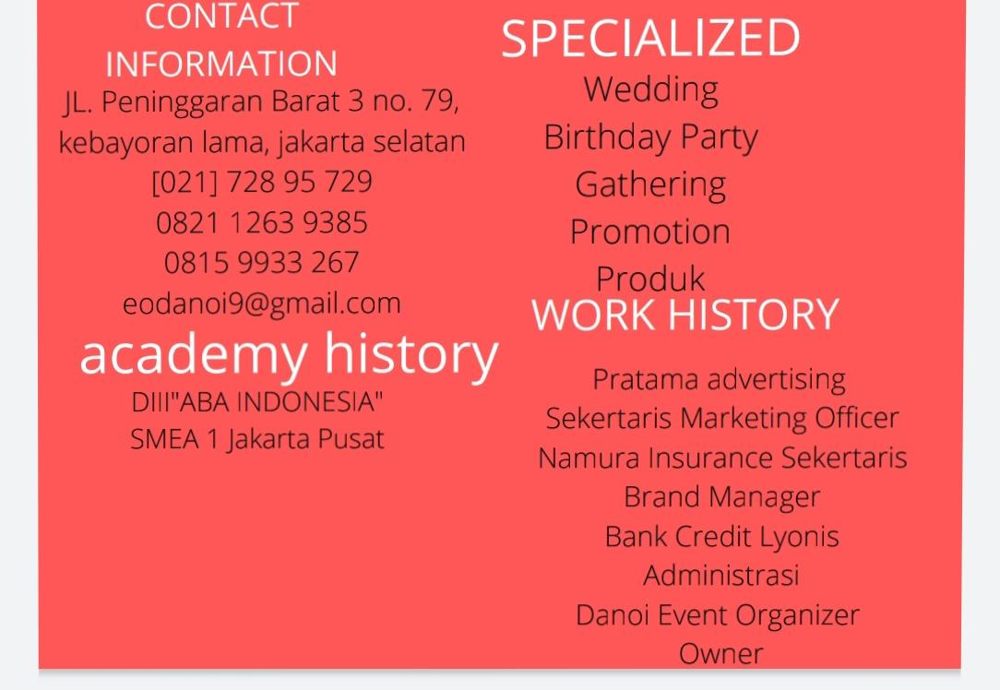 CONTACT
INFORMATION
JL. Peninggaran Barat 3 no. 79,
kebayoran lama, jakarta selatan
[021] 728 95 729
0821 1263 9385
0815 9933 267
eodanoi9@gmail.com
academy history
DIII"ABA INDONESIA"
SMEA 1 Jakarta Pusat
SPECIALIZED
Wedding
Birthday Party
Gathering
Promotion
Produk
WORK HISTORY
Pratama advertising
Sekertaris Marketing Officer
Namura Insurance Sekertaris
Brand Manager
Bank Credit Lyonis
Administrasi
Danoi Event Organizer
Owner